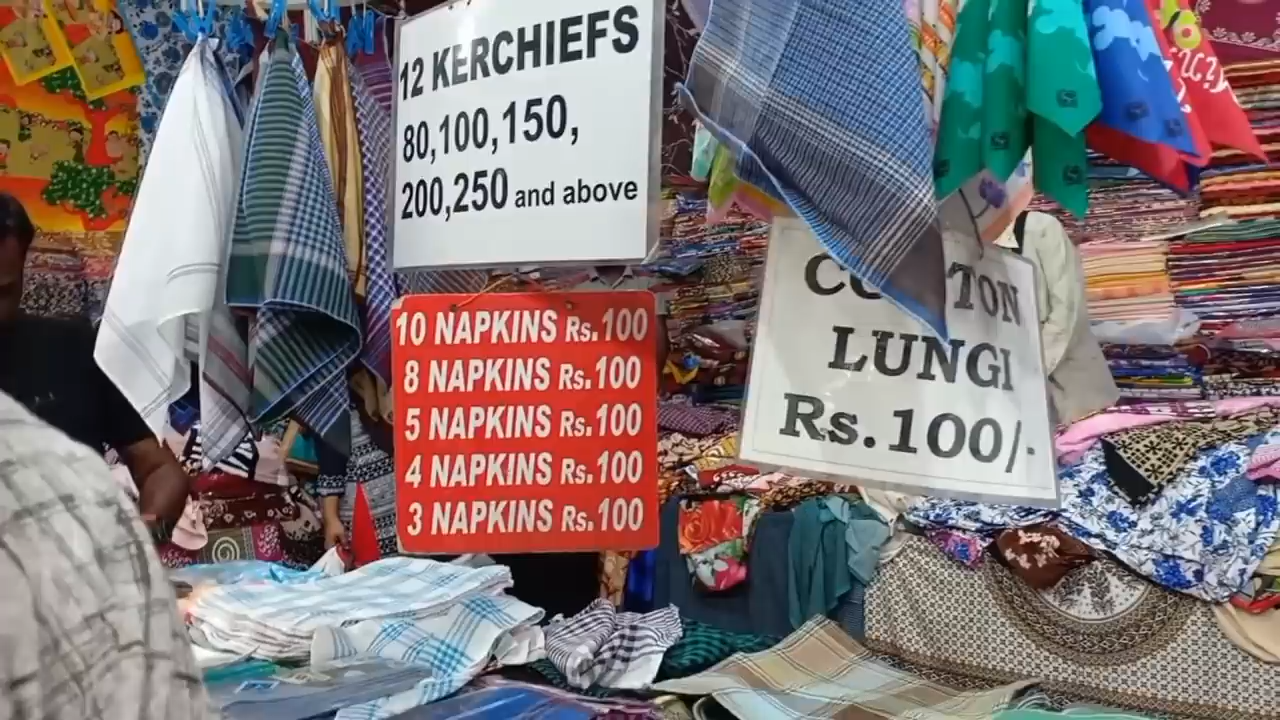 12 KERCHIEFS
80,100,150,
200,250 and above
10 NAPKINS Rs.100
8 NAPKINS Rs.100
5 NAPKINS Rs.100
4 NAPKINS Rs.100
3 NAPKINS Rs.100
COTTON
LUNGI
Rs.100/-